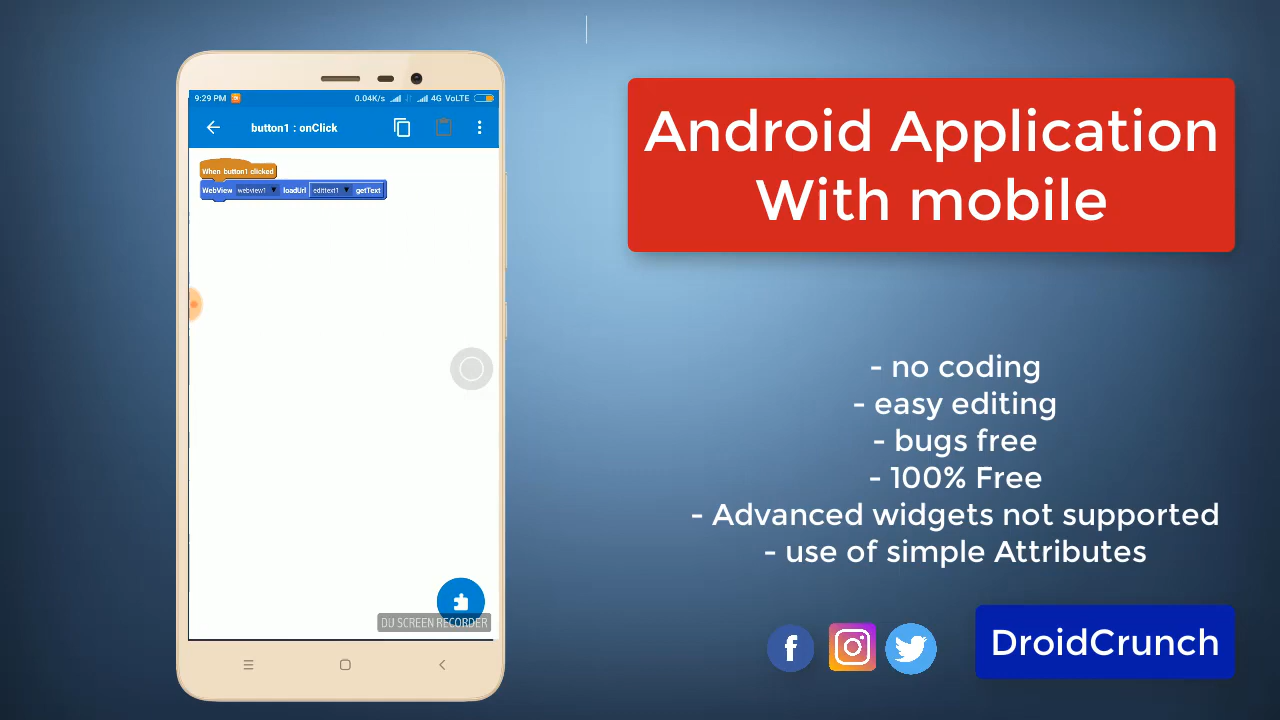 9:29 PM 0.04K/s 4G VoLTE
button1 : onClick
When button1 clicked
WebView webview1 loadUrl edittext1 getText
DU SCREEN RECORDER
Android Application
With mobile
- no coding
- easy editing
- bugs free
- 100% Free
- Advanced widgets not supported
- use of simple Attributes
DroidCrunch